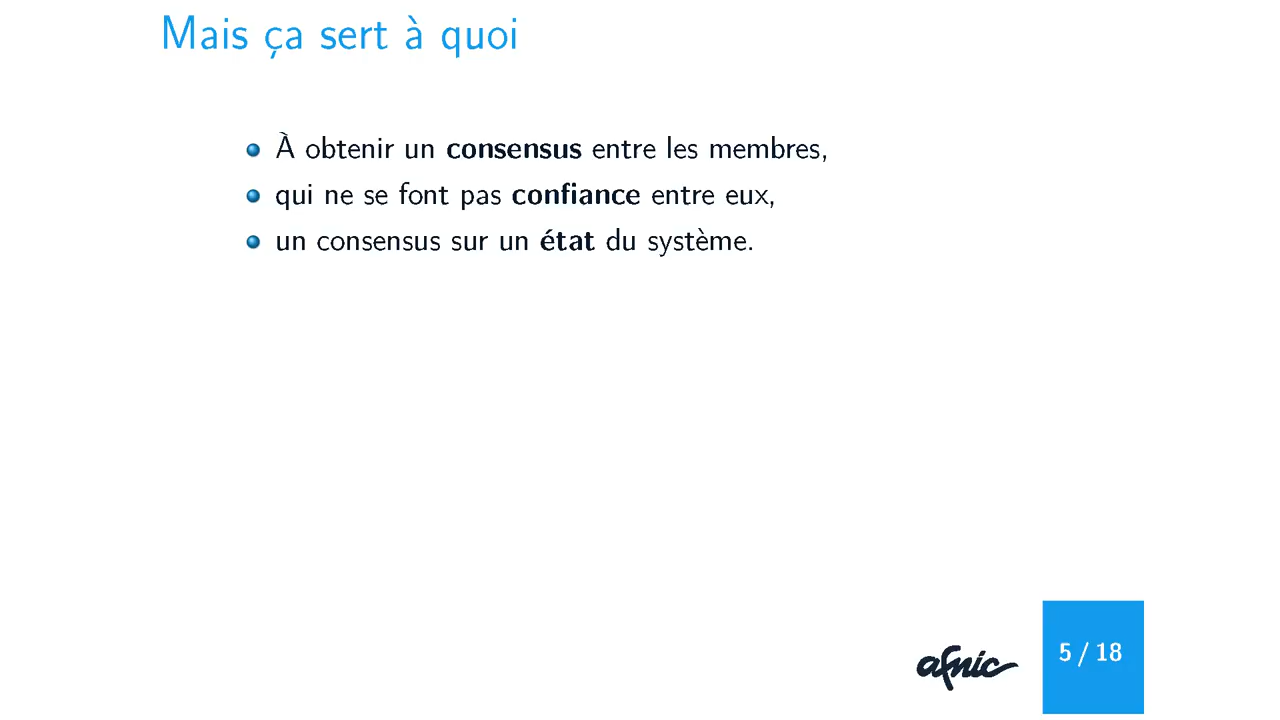 Mais ça sert à quoi
À obtenir un consensus entre les membres,
qui ne se font pas confiance entre eux,
un consensus sur un état du système.
afnic
5 / 18